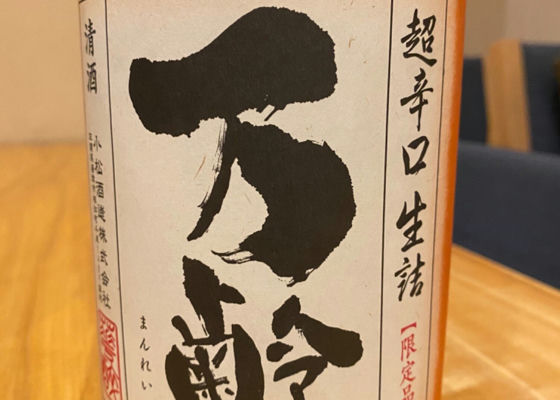 超辛口 生詰
【限定品
万齢
まんれい
清酒
小松酒造株式会社